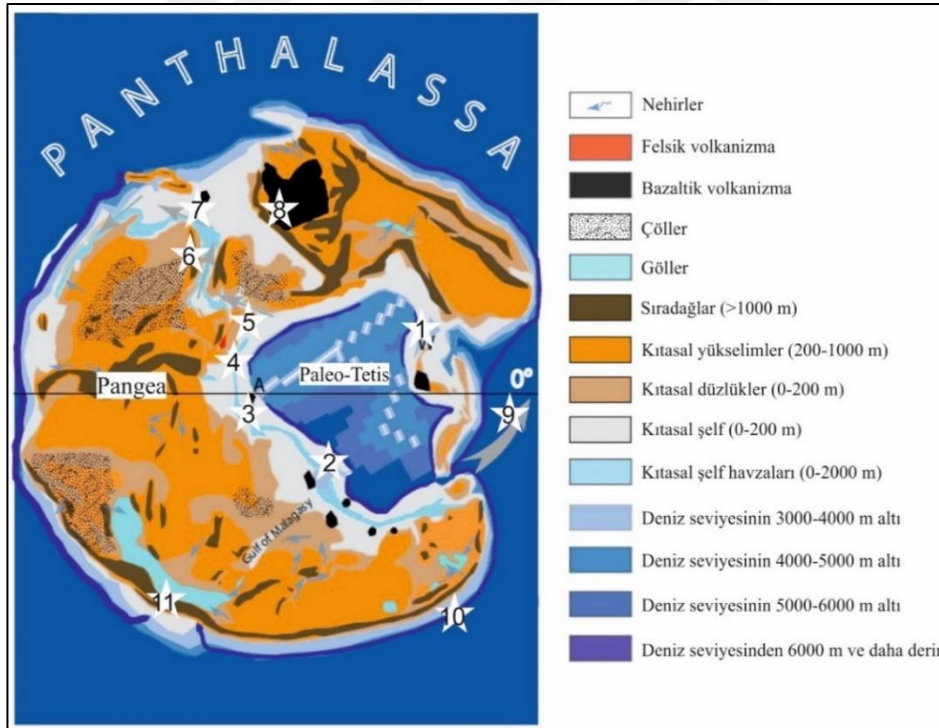 PANTHALASSA
7
8
6
5
1
4
Paleo-Tetis
Pangea
A
0°
3
9
2
Gulf of Malagasy
11
10
Nehirler
Felsik volkanizma
Bazaltik volkanizma
Çöller
Göller
Sıradağlar (>1000 m)
Kıtasal yükselimler (200-1000 m)
Kıtasal düzlükler (0-200 m)
Kıtasal şelf (0-200 m)
Kıtasal şelf havzaları (0-2000 m)
Deniz seviyesinin 3000-4000 m altı
Deniz seviyesinin 4000-5000 m altı
Deniz seviyesinin 5000-6000 m altı
Deniz seviyesinden 6000 m ve daha derin